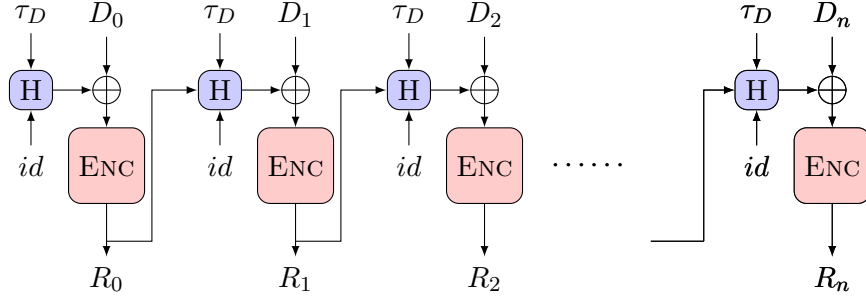 τ_D D_0 τ_D D_1 τ_D D_2 τ_D D_n
H H H H
id ENC id ENC id ENC ...... id ENC
R_0 R_1 R_2 R_n